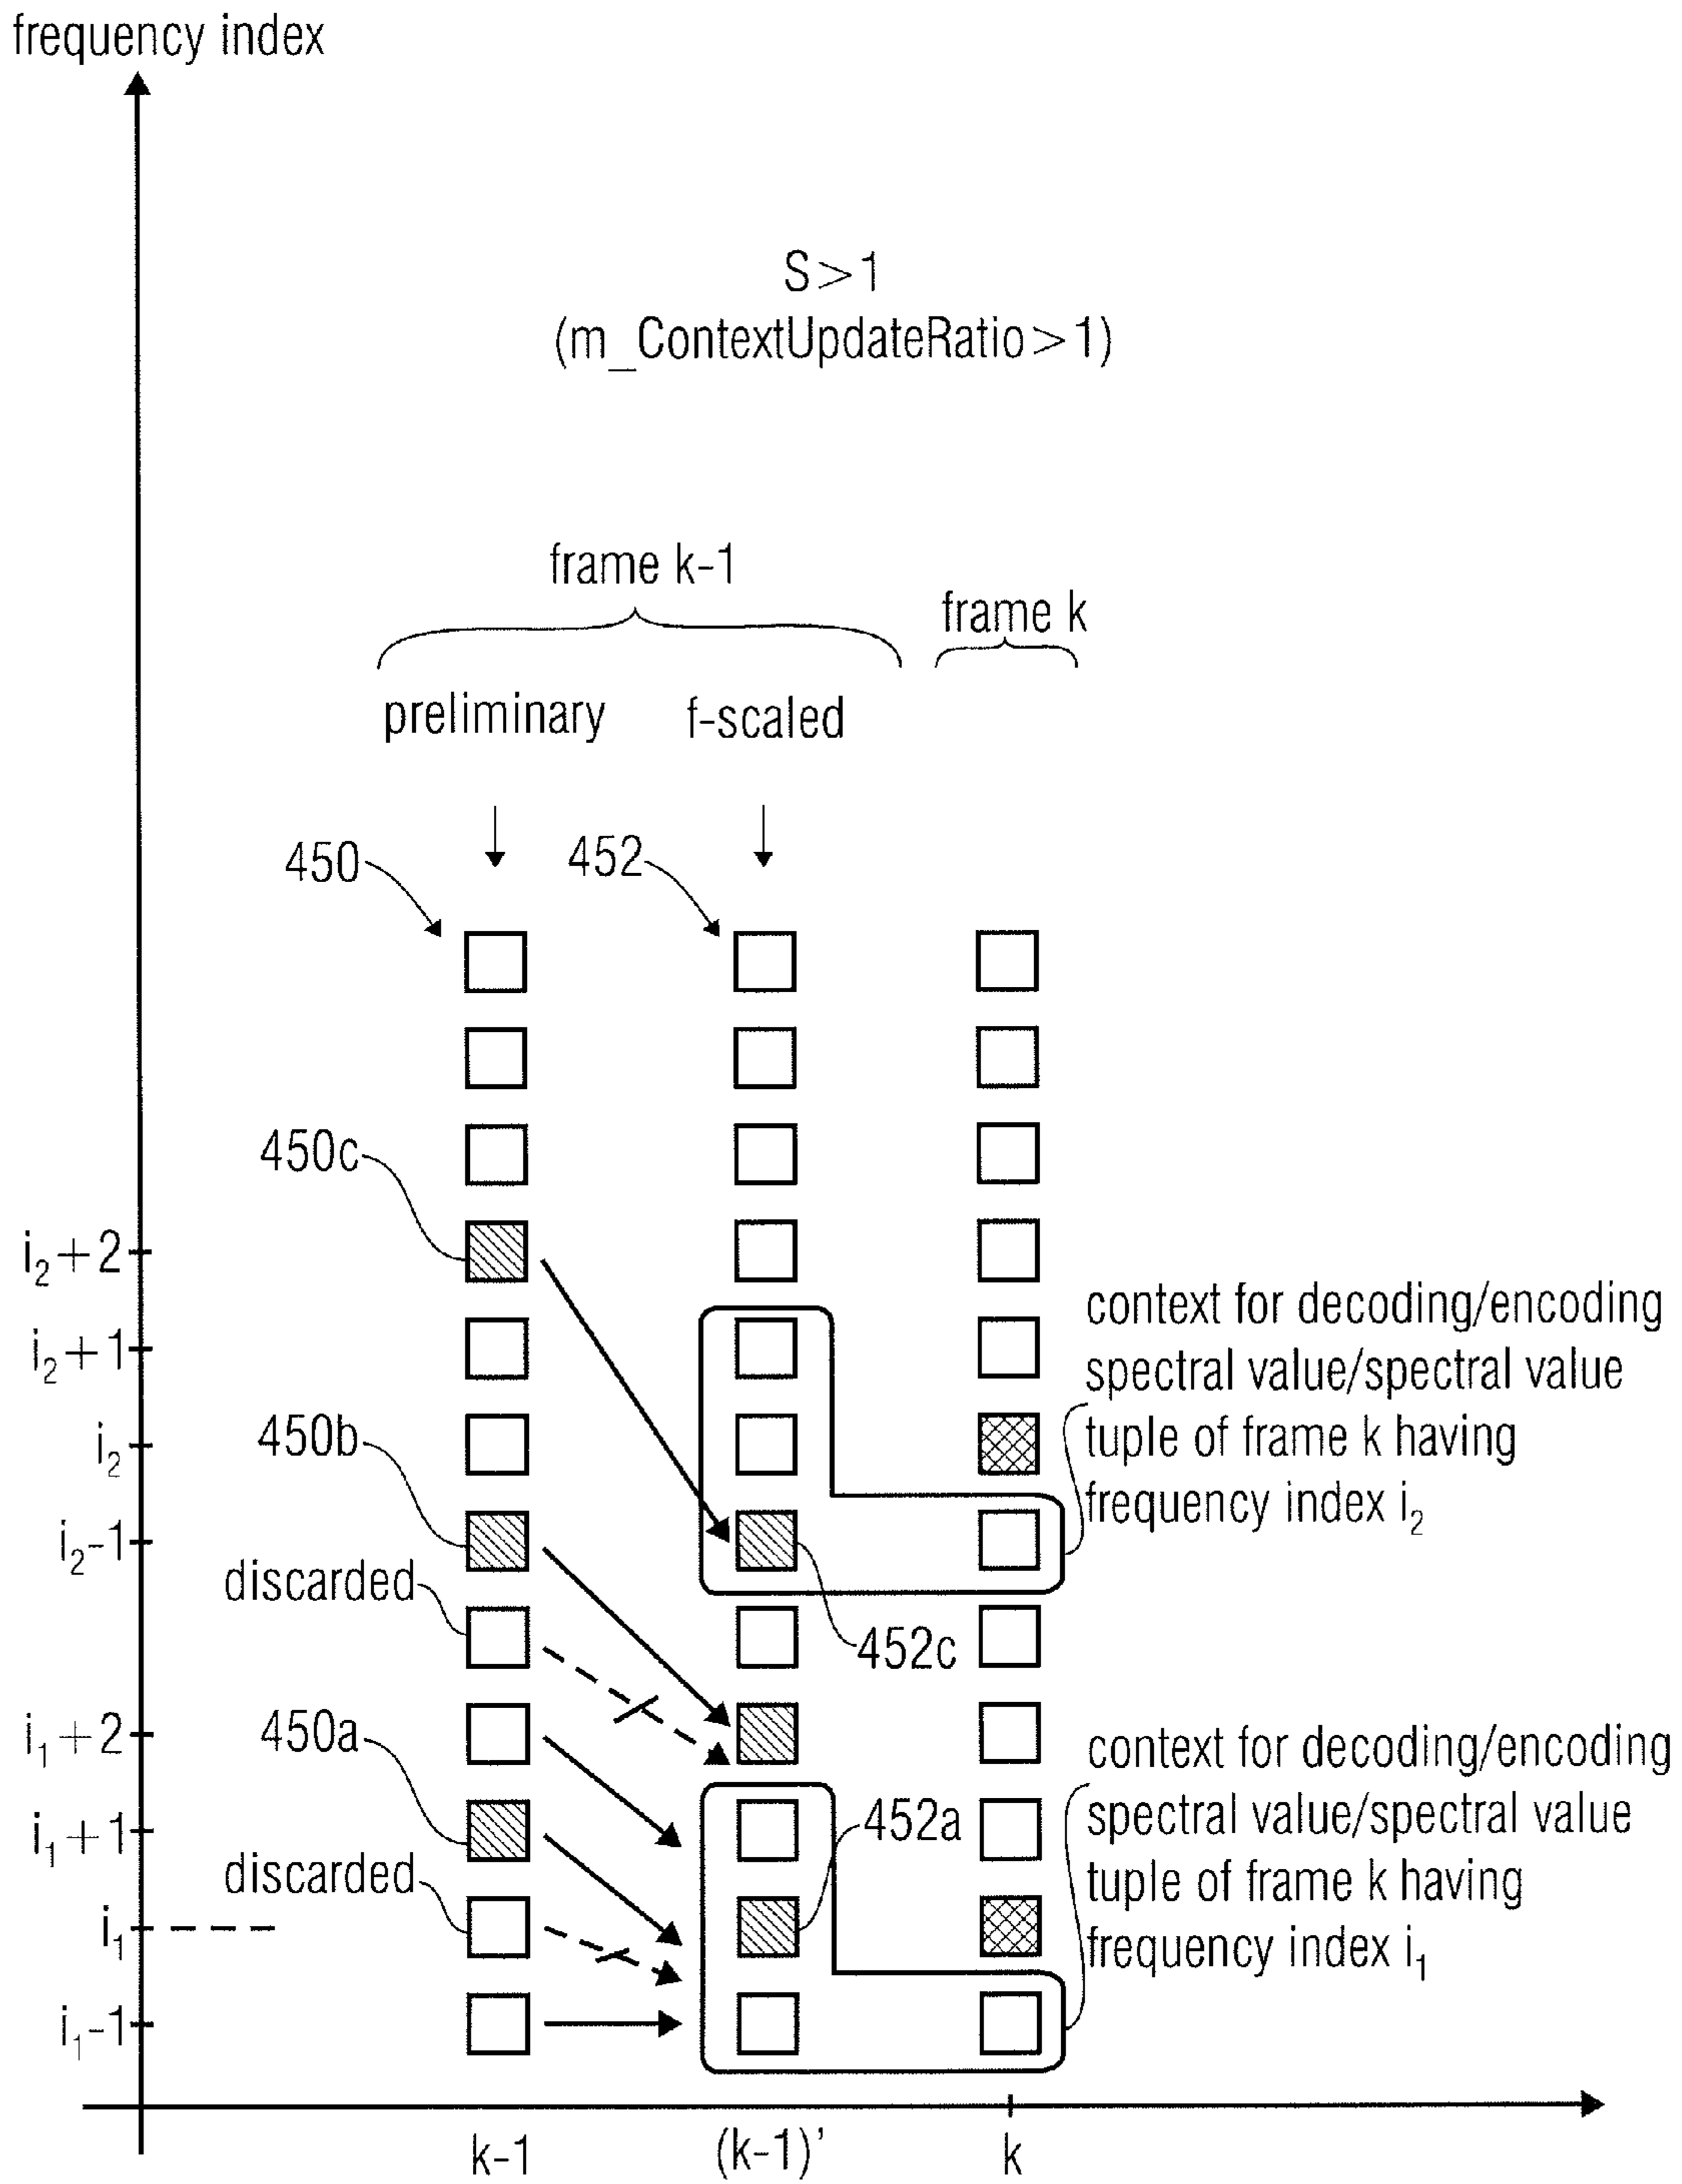 frequency index
S>1
(m_ContextUpdateRatio>1)
frame k-1
frame k
preliminary
f-scaled
450
452
450c
i₂+2
context for decoding/encoding
i₂+1
spectral value/spectral value
450b
i₂
tuple of frame k having
frequency index i₂
i₂-1
discarded
452c
i₁+2
450a
context for decoding/encoding
i₁+1
452a
spectral value/spectral value
discarded
tuple of frame k having
i₁
frequency index i₁
i₁-1
k-1
(k-1)'
k